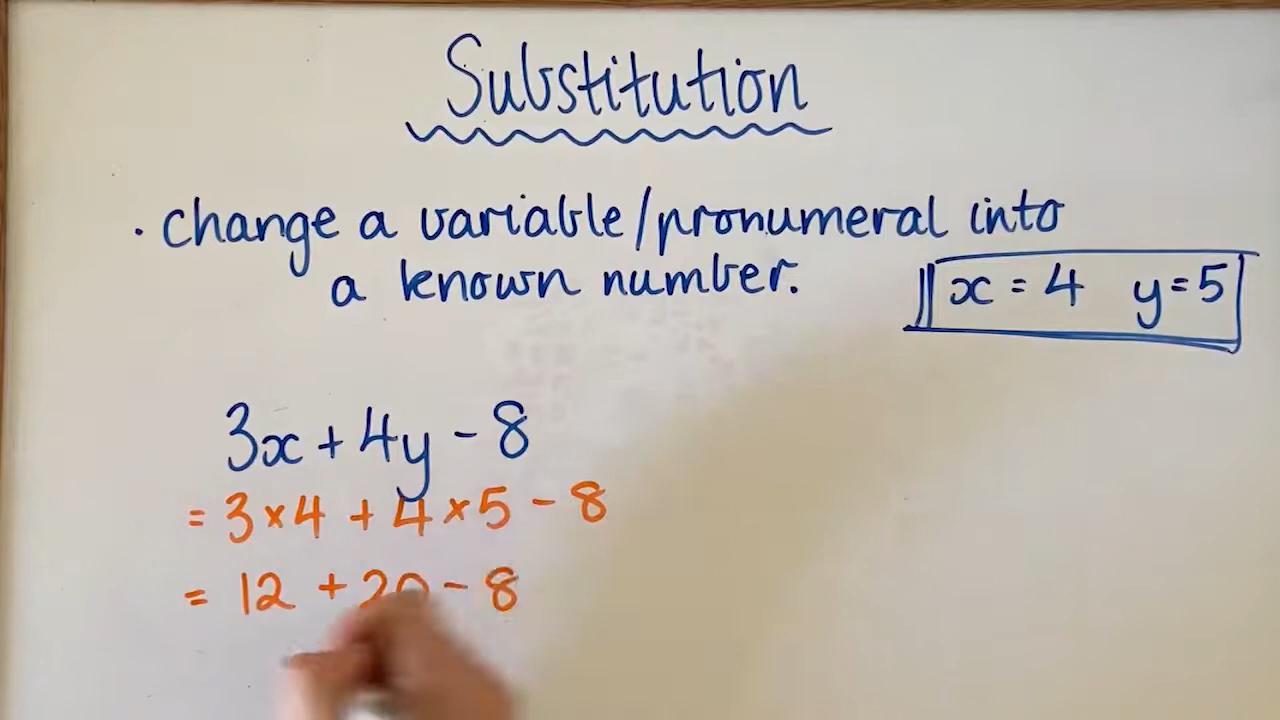 Substitution
· change a variable/pronumeral into
a known number.
x = 4 y = 5
3x + 4y - 8
= 3 × 4 + 4 × 5 - 8
= 12 + 20 - 8